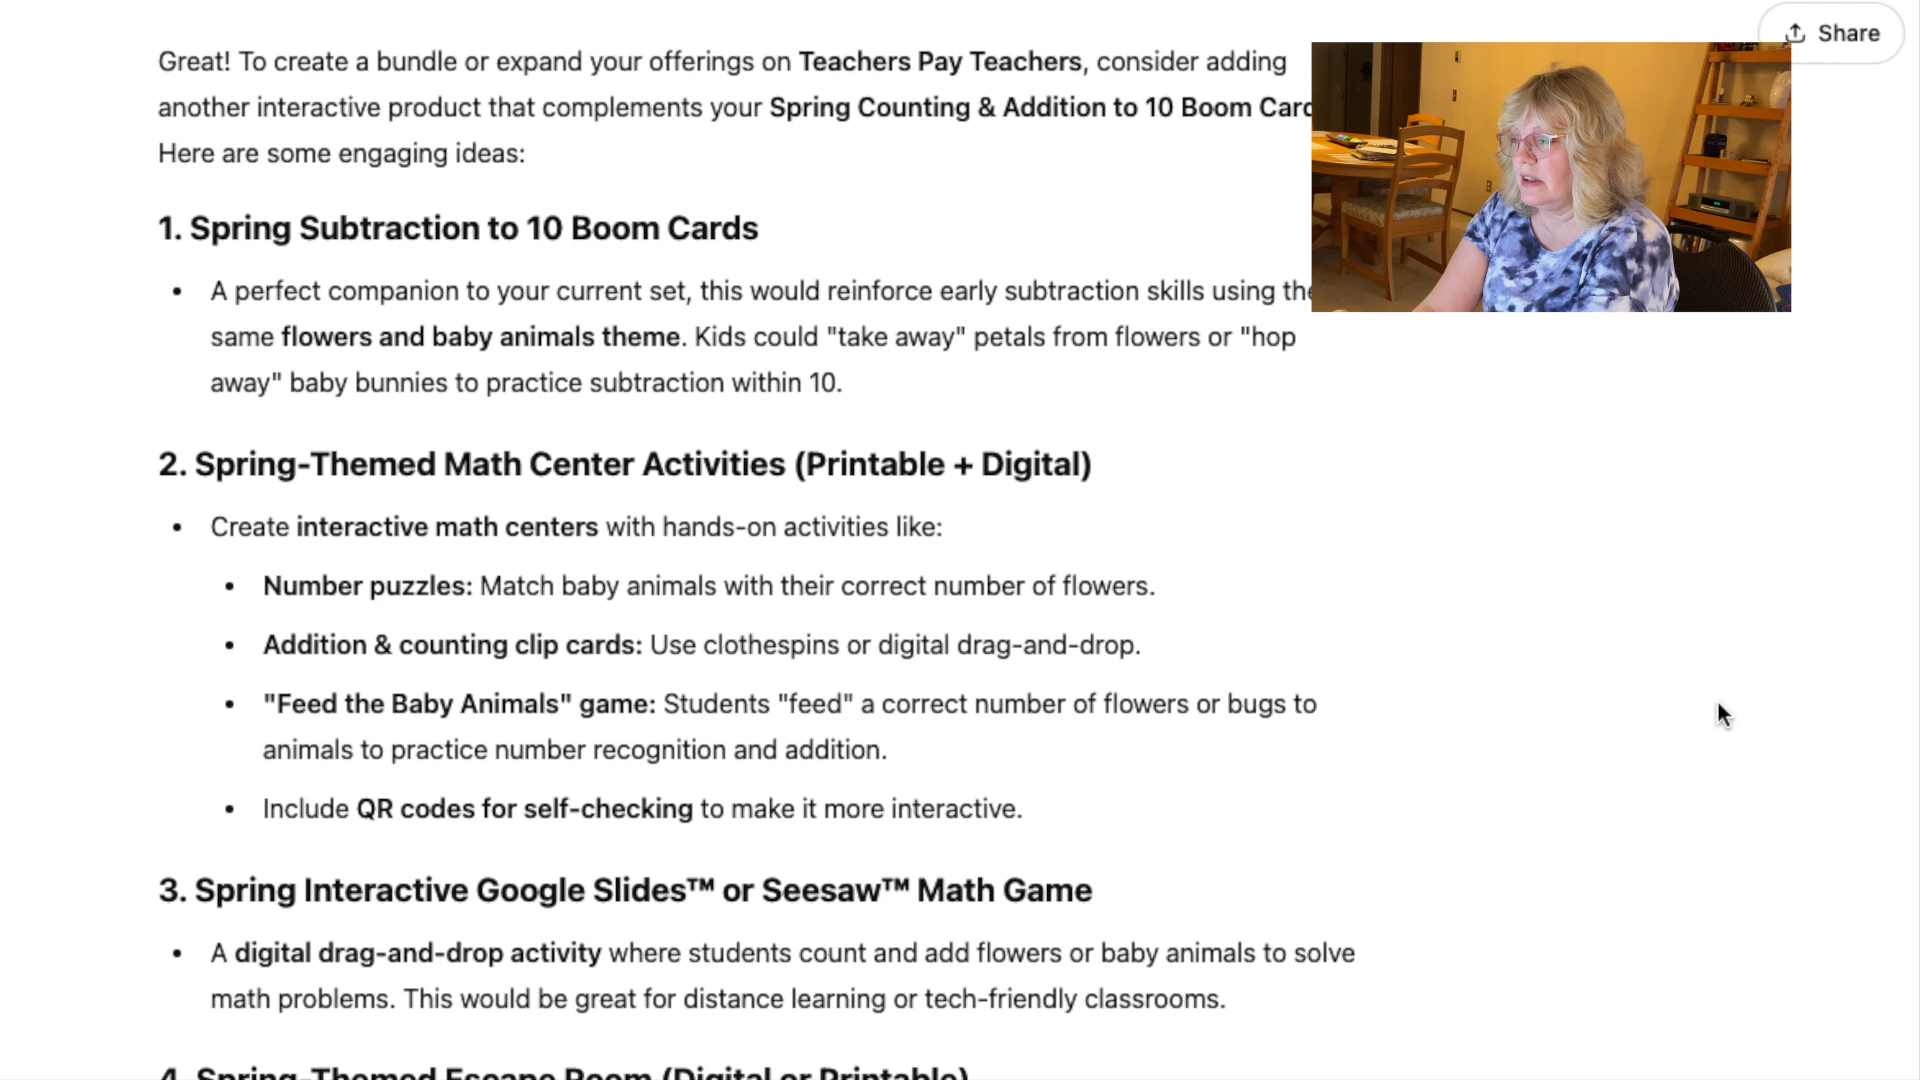 Share
Great! To create a bundle or expand your offerings on Teachers Pay Teachers, consider adding
another interactive product that complements your Spring Counting & Addition to 10 Boom
Here are some engaging ideas:
1. Spring Subtraction to 10 Boom Cards
• A perfect companion to your current set, this would reinforce early subtraction skills using the
same flowers and baby animals theme. Kids could "take away" petals from flowers or "hop
away" baby bunnies to practice subtraction within 10.
2. Spring-Themed Math Center Activities (Printable + Digital)
• Create interactive math centers with hands-on activities like:
• Number puzzles: Match baby animals with their correct number of flowers.
• Addition & counting clip cards: Use clothespins or digital drag-and-drop.
• "Feed the Baby Animals" game: Students "feed" a correct number of flowers or bugs to
animals to practice number recognition and addition.
• Include QR codes for self-checking to make it more interactive.
3. Spring Interactive Google Slides™ or Seesaw™ Math Game
• A digital drag-and-drop activity where students count and add flowers or baby animals to solve
math problems. This would be great for distance learning or tech-friendly classrooms.
4. Spring-Themed Escape Room (Digital or Printable)